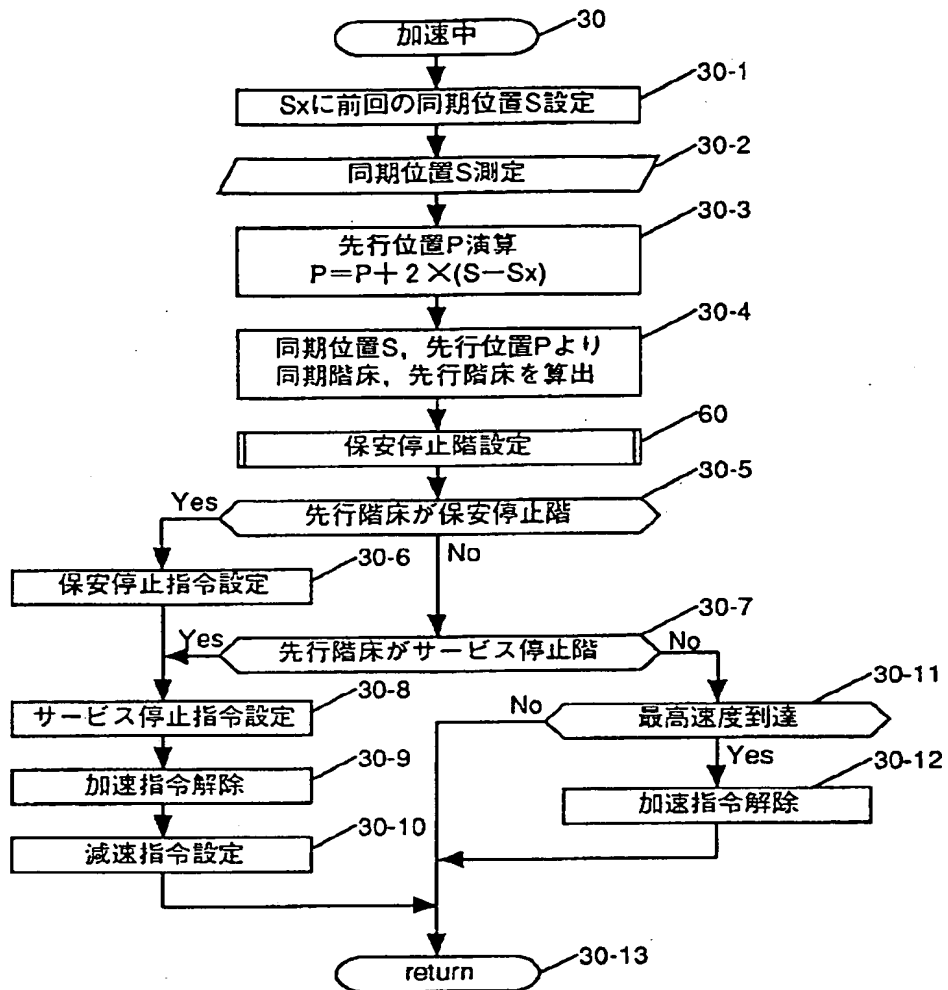 加速中
30
30-1
Sxに前回の同期位置S設定
30-2
同期位置S測定
30-3
先行位置P演算
P=P+2×(S-Sx)
30-4
同期位置S,先行位置Pより
同期階床,先行階床を算出
60
保安停止階設定
30-5
Yes
先行階床が保安停止階
No
30-6
保安停止指令設定
30-7
Yes
先行階床がサービス停止階
No
30-8
サービス停止指令設定
30-11
No
最高速度到達
30-9
加速指令解除
Yes
30-12
加速指令解除
30-10
減速指令設定
return
30-13